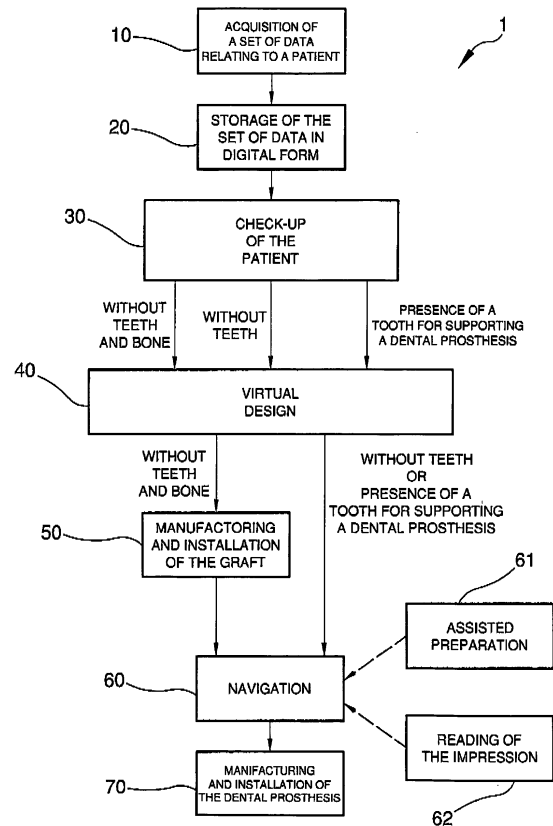 10
ACQUISITION OF
A SET OF DATA
RELATING TO A PATIENT
1
20
STORAGE OF THE
SET OF DATA IN
DIGITAL FORM
30
CHECK-UP
OF THE
PATIENT
WITHOUT
TEETH
AND BONE
WITHOUT
TEETH
PRESENCE OF A
TOOTH FOR SUPPORTING
A DENTAL PROSTHESIS
40
VIRTUAL
DESIGN
WITHOUT
TEETH
AND BONE
WITHOUT TEETH
OR
PRESENCE OF A
TOOTH FOR SUPPORTING
A DENTAL PROSTHESIS
50
MANUFACTORING
AND INSTALLATION
OF THE GRAFT
61
ASSISTED
PREPARATION
60
NAVIGATION
READING OF
THE IMPRESSION
62
70
MANIFACTURING
AND INSTALLATION OF
THE DENTAL PROSTHESIS